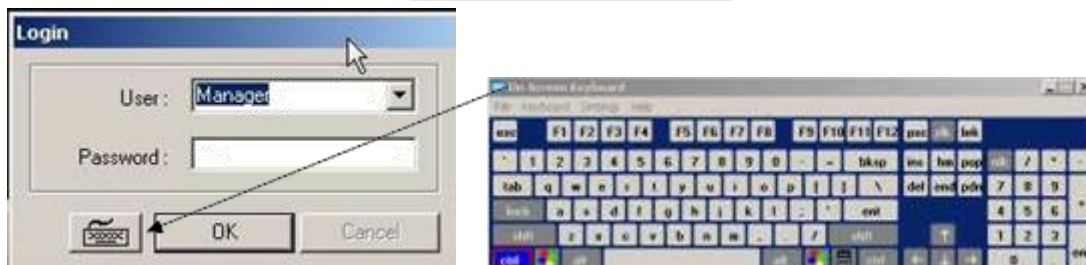 Login
User: Manager
Password:
OK Cancel
On-Screen Keyboard
File Keyboard Settings Help
esc F1 F2 F3 F4 F5 F6 F7 F8 F9 F10 F11 F12 psc slk brk
` 1 2 3 4 5 6 7 8 9 0 - = bksp ins hm pup nlk / * -
tab q w e r t y u i o p [ ] \ del end pdn 7 8 9
lock a s d f g h j k l ; ' ent 4 5 6
shft z x c v b n m , . / shft 1 2 3
ctrl alt alt ctrl 0 .